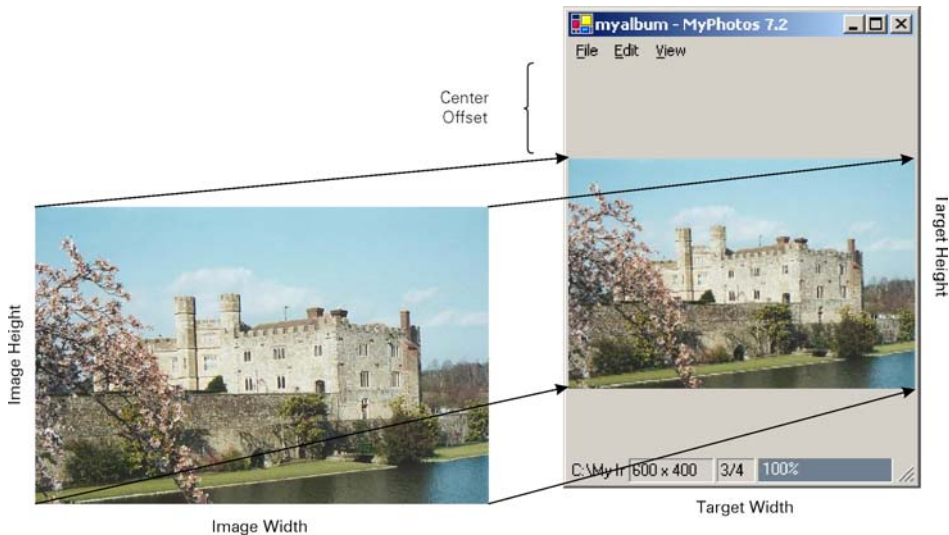 myalbum - MyPhotos 7.2
File Edit View
Center
Offset
Image Height
Target Height
C:\My Ir 600 x 400 3/4 100%
Image Width
Target Width